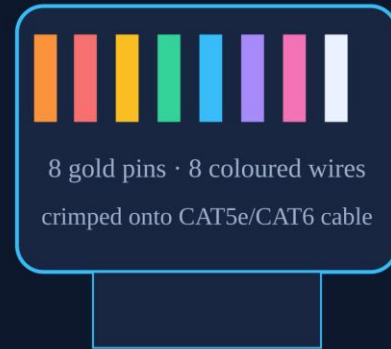 8 gold pins · 8 coloured wires
crimped onto CAT5e/CAT6 cable